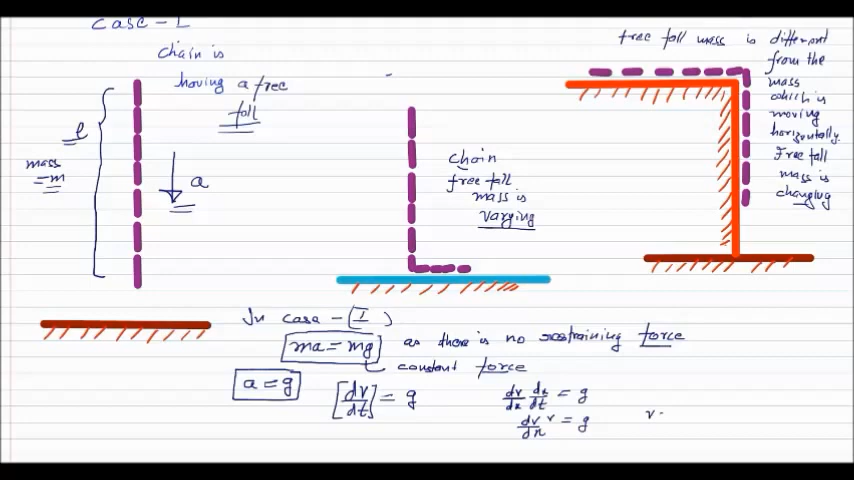 Case - I
chain is
having a free
fall
l
mass
= m
a
chain
free fall
mass is
varying
free fall mass is different
from the
mass
which is
moving
horizontally.
Free fall
mass is
changing
In case - (I)
ma = mg as there is no restraining force
constant force
a = g
[dv/dt] = g
dv/dx dx/dt = g
dv/dx v = g
v